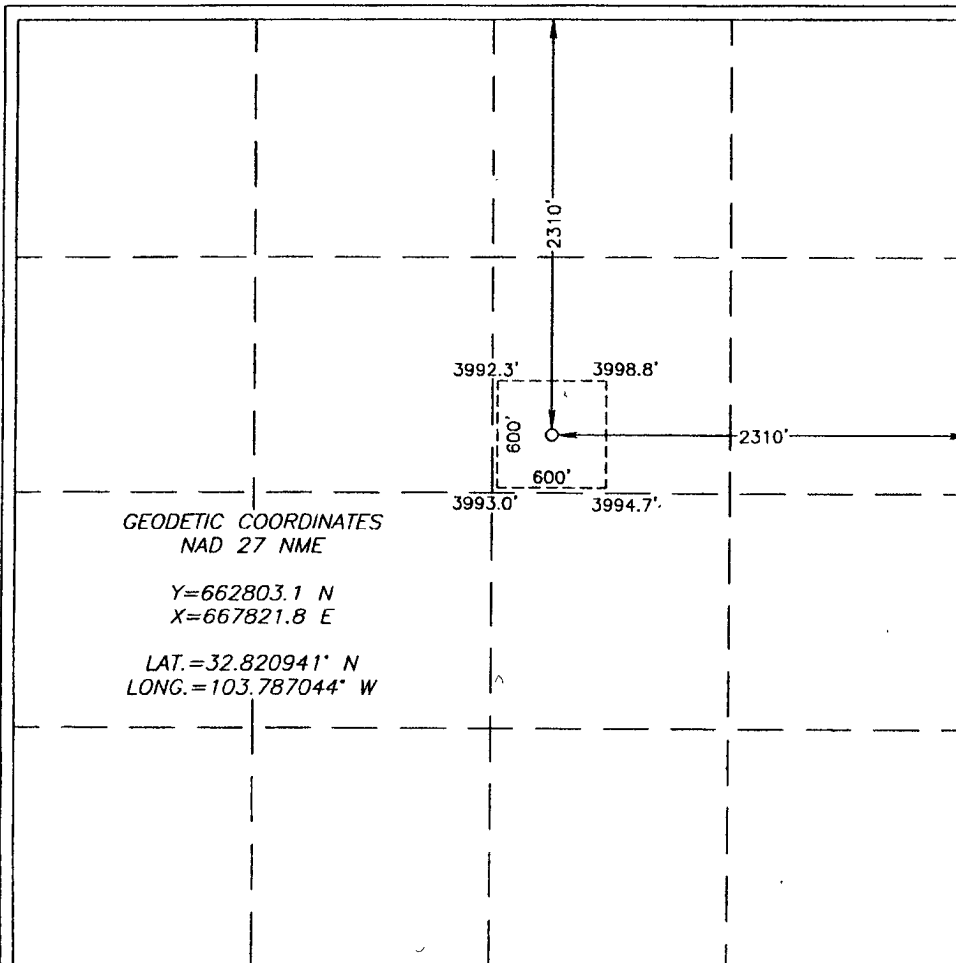 2310'
3992.3' 3998.8'
600'
2310'
600'
3993.0' 3994.7'
GEODETIC COORDINATES
NAD 27 NME
Y=662803.1 N
X=667821.8 E
LAT.=32.820941° N
LONG.=103.787044° W